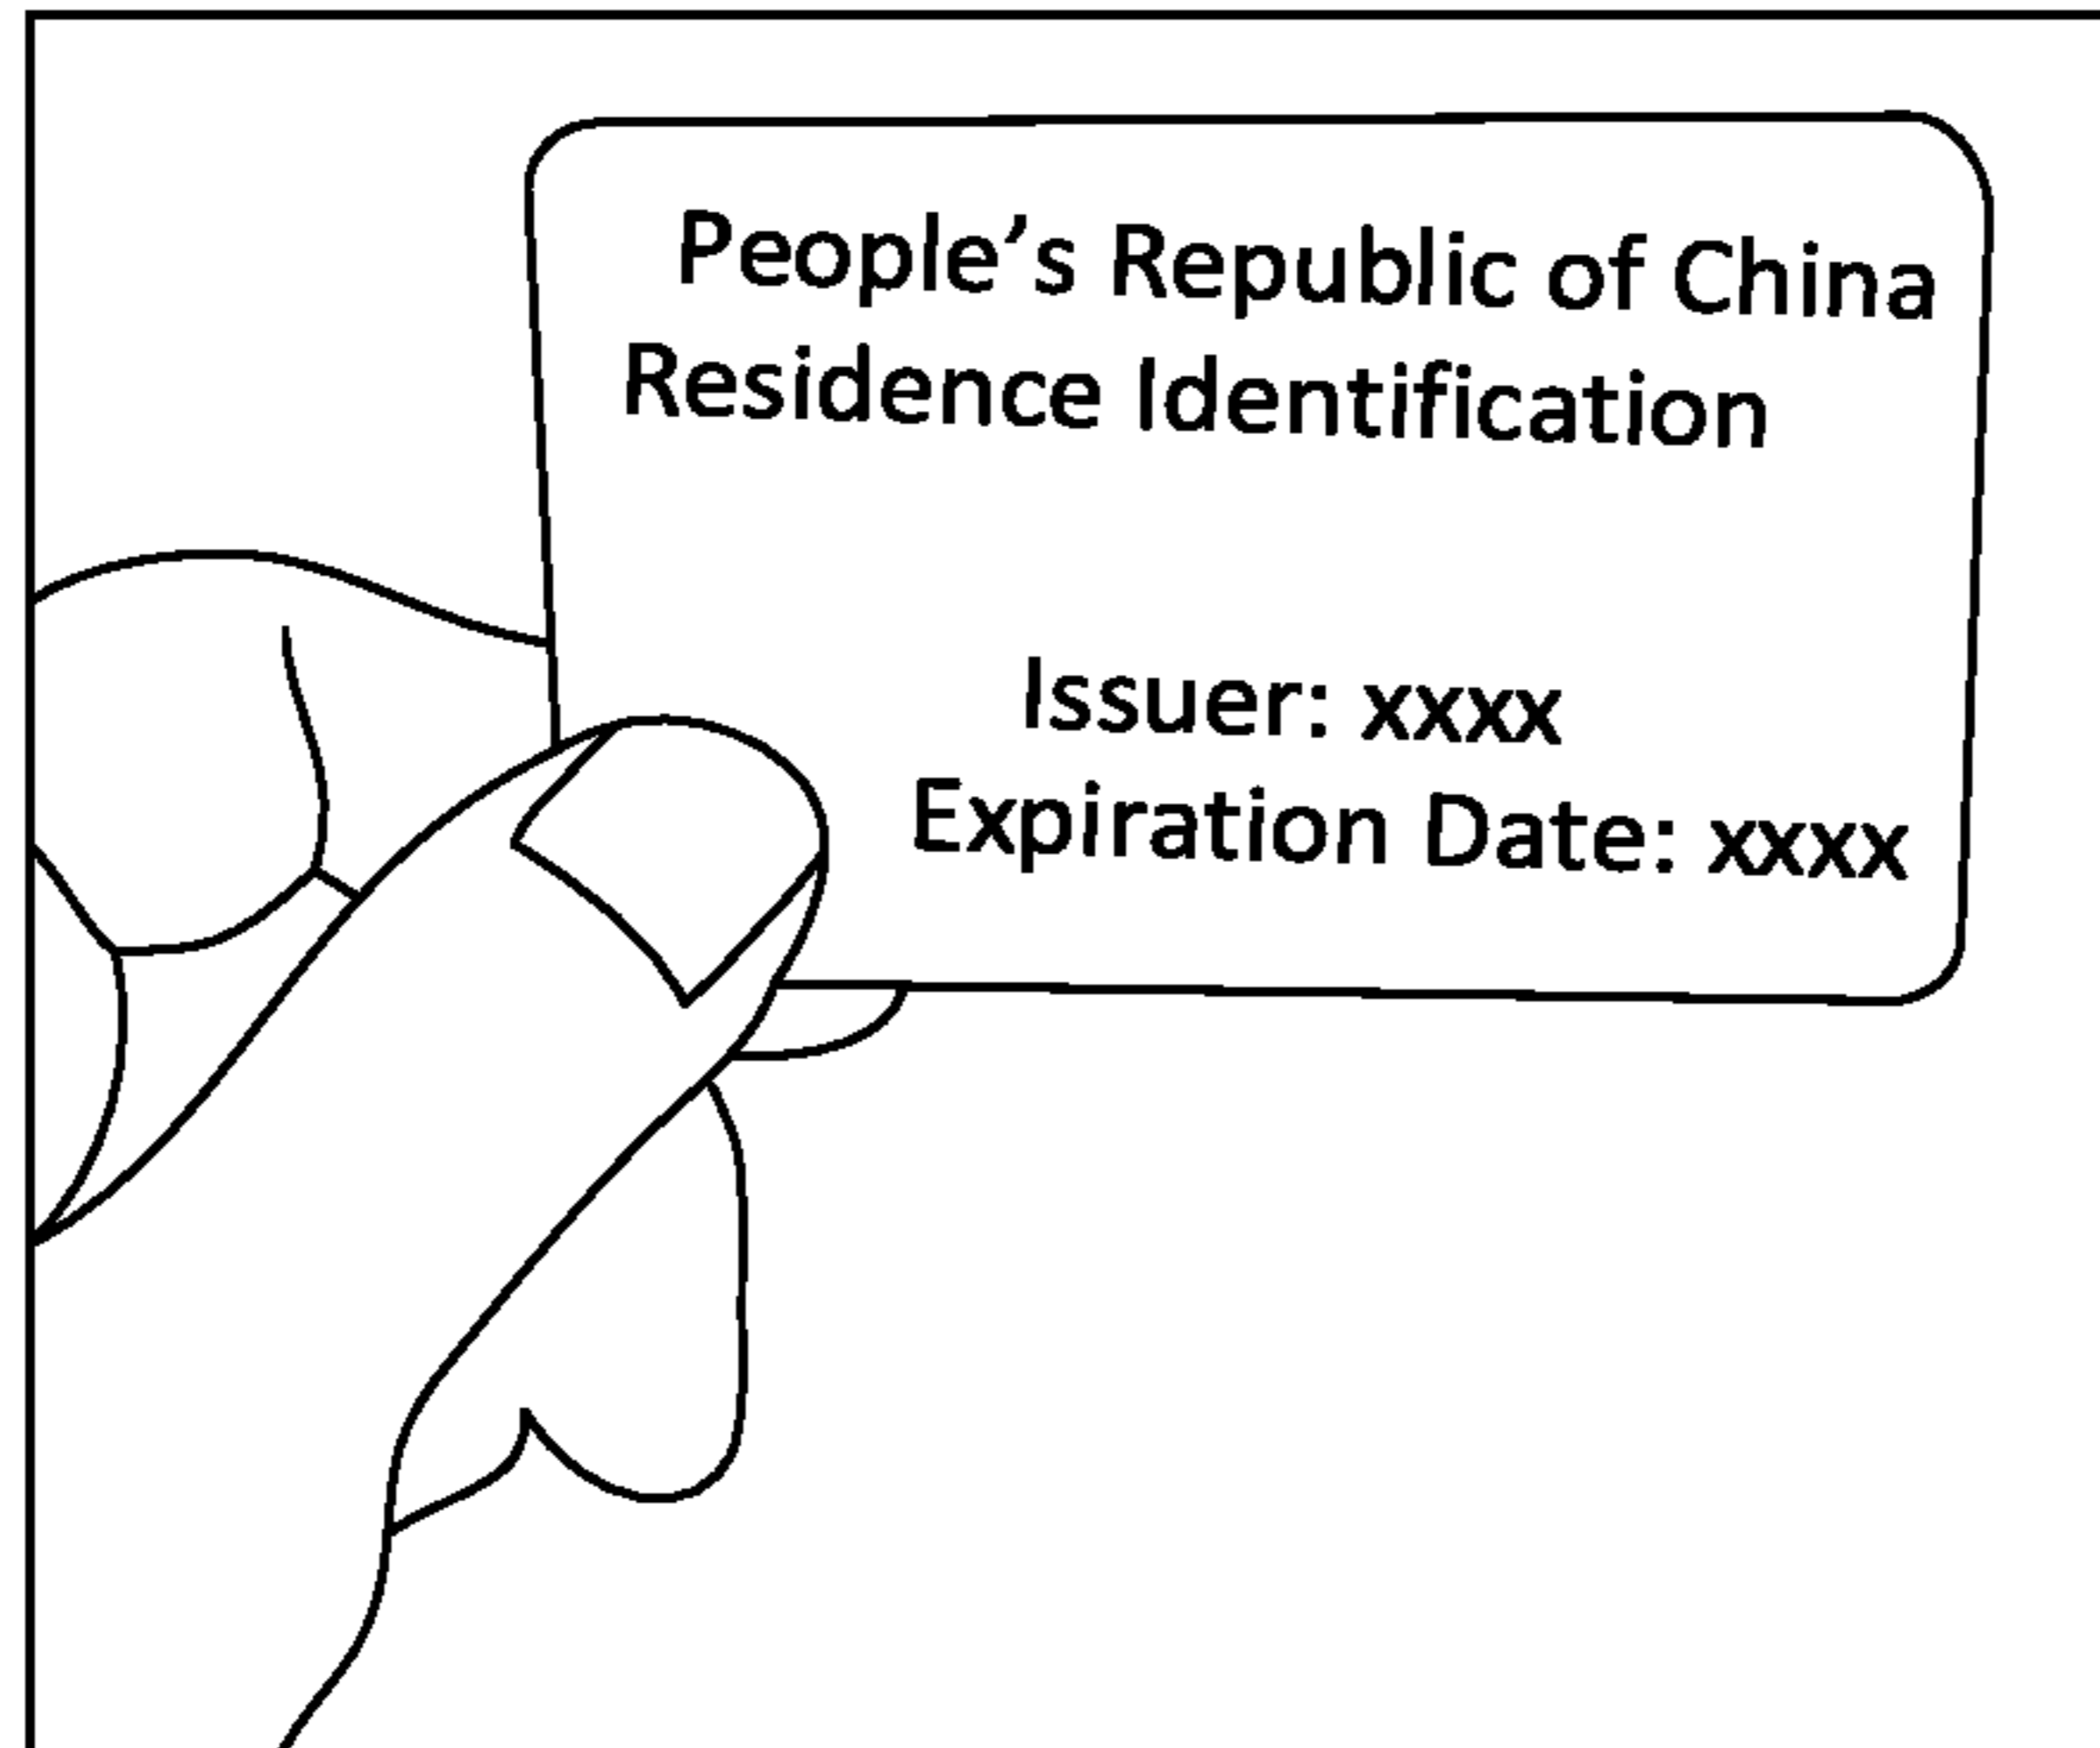 People's Republic of China
Residence Identification
Issuer: xxxx
Expiration Date: xxxx